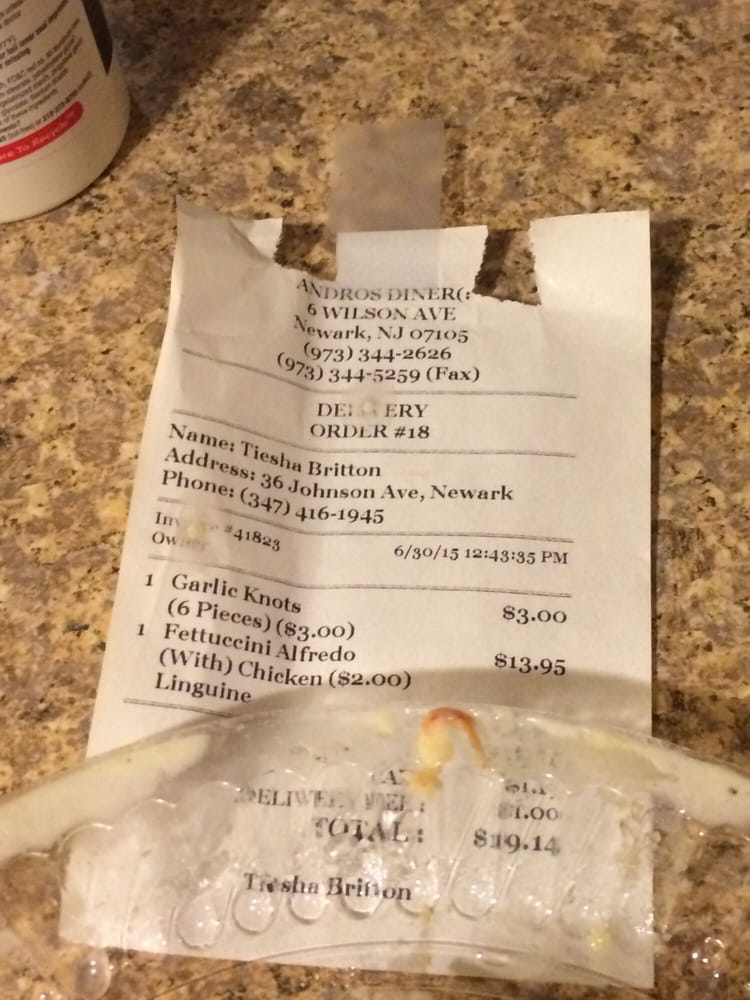 ANDROS DINER(:
6 WILSON AVE
Newark, NJ 07105
(973) 344-2626
(973) 344-5259 (Fax)
ORDER #18
Name: Tiesha Britton
Address: 36 Johnson Ave, Newark
Phone: (347) 416-1945
#41823
6/30/15 12:43:35 PM
1 Garlic Knots $3.00
(6 Pieces) ($3.00)
1 Fettuccini Alfredo $13.95
(With) Chicken ($2.00)
Linguine
$1.00
TOTAL: $19.14
Tiesha Britton